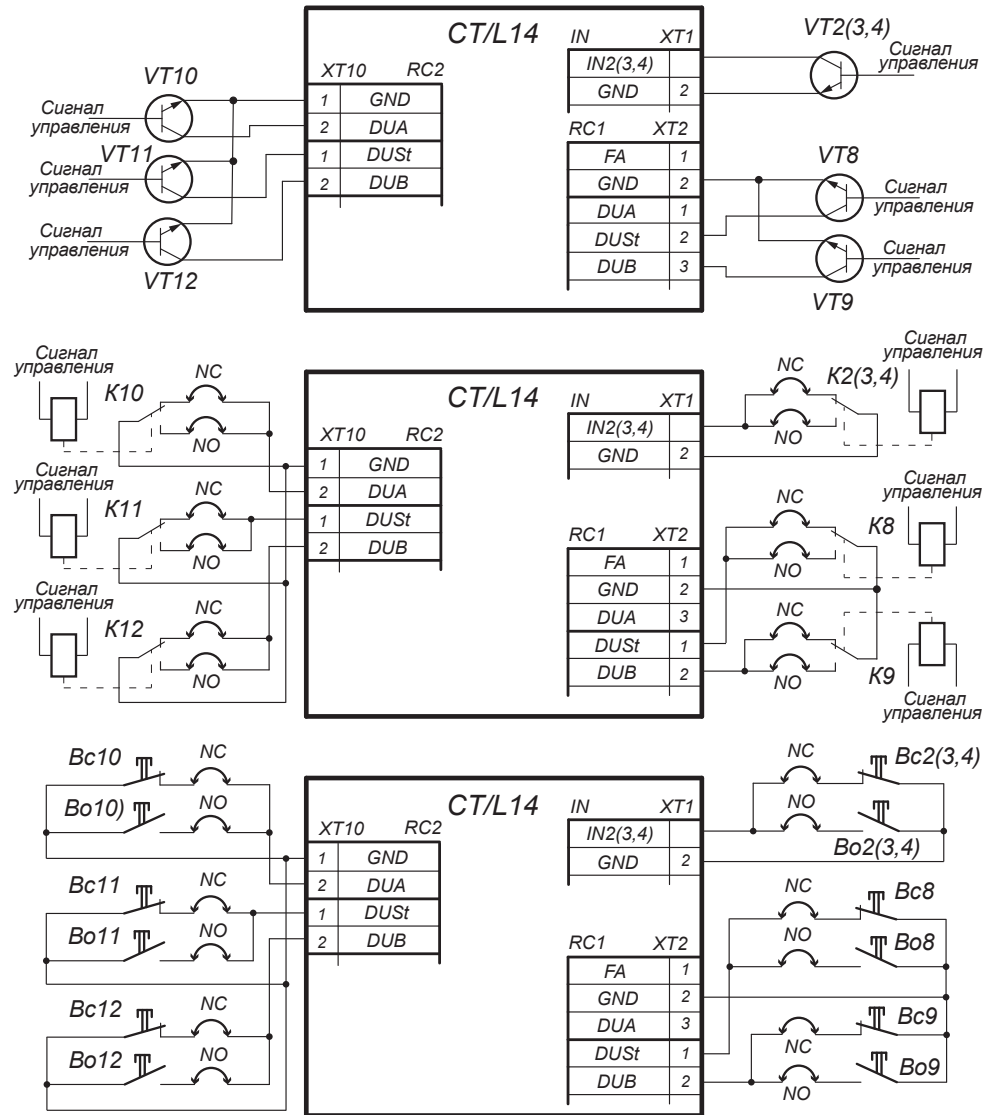 CT/L14
IN XT1
IN2(3,4)
GND 2
VT2(3,4)
Сигнал
управления
XT10 RC2
1 GND
2 DUA
1 DUSt
2 DUB
VT10
Сигнал
управления
VT11
Сигнал
управления
Сигнал
управления
VT12
RC1 XT2
FA 1
GND 2
DUA 1
DUSt 2
DUB 3
VT8
Сигнал
управления
Сигнал
управления
VT9
Сигнал
управления
K10
NC
NO
Сигнал
управления
K11
NC
NO
Сигнал
управления
K12
NC
NO
CT/L14
XT10 RC2
1 GND
2 DUA
1 DUSt
2 DUB
IN XT1
IN2(3,4)
GND 2
RC1 XT2
FA 1
GND 2
DUA 3
DUSt 1
DUB 2
NC
K2(3,4)
NO
Сигнал
управления
NC
K8
NO
Сигнал
управления
NC
K9
NO
Сигнал
управления
Bc10
NC
Bo10)
NO
Bc11
NC
Bo11
NO
Bc12
NC
Bo12
NO
CT/L14
XT10 RC2
1 GND
2 DUA
1 DUSt
2 DUB
IN XT1
IN2(3,4)
GND 2
RC1 XT2
FA 1
GND 2
DUA 3
DUSt 1
DUB 2
NC
Bc2(3,4)
NO
Bo2(3,4)
NC
Bc8
NO
Bo8
Bc9
NC
Bo9
NO